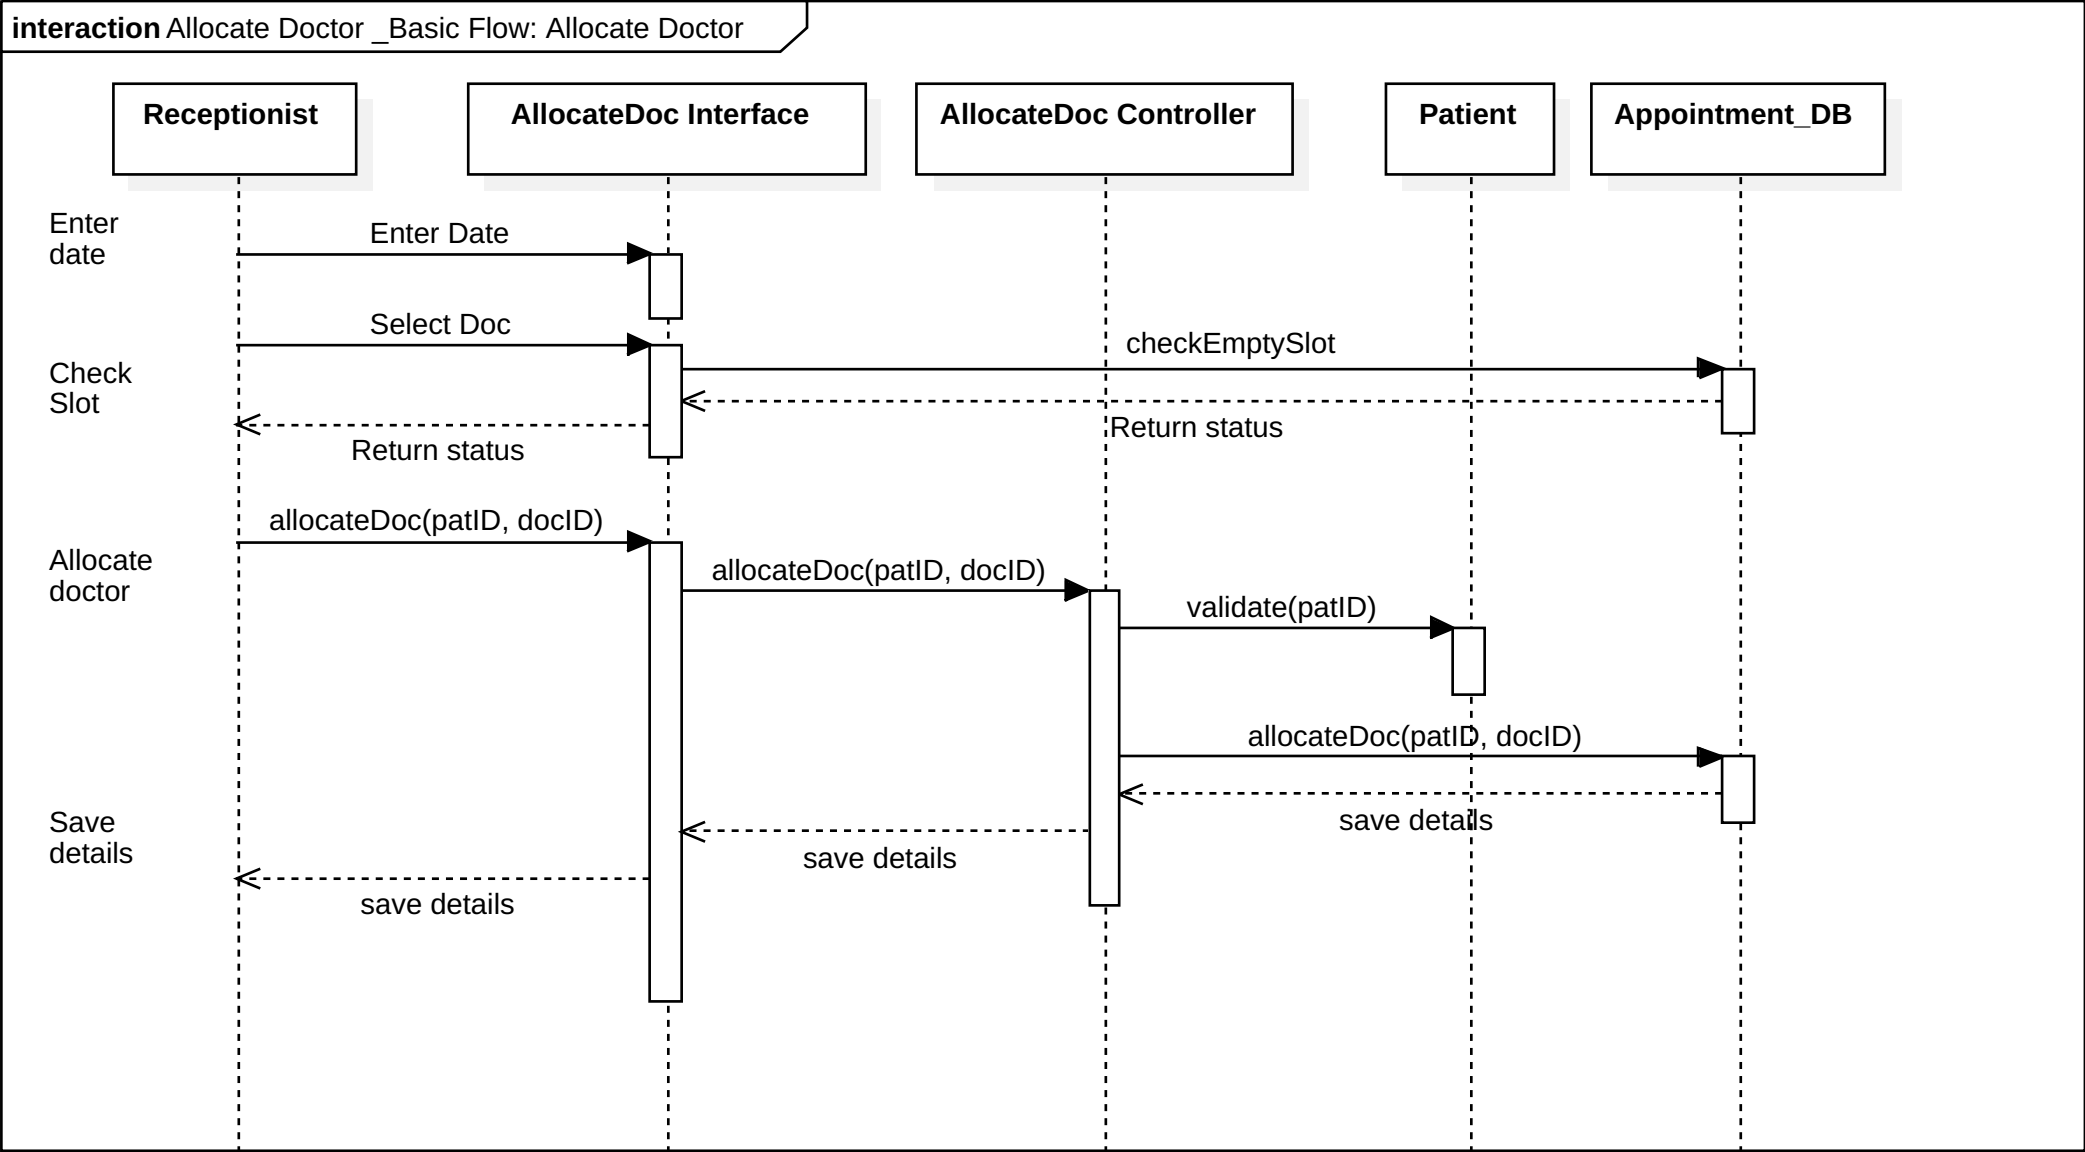 interaction Allocate Doctor _Basic Flow: Allocate Doctor
Receptionist
AllocateDoc Interface
AllocateDoc Controller
Patient
Appointment_DB
Enter
date
Enter Date
Select Doc
checkEmptySlot
Check
Slot
Return status
Return status
allocateDoc(patID, docID)
Allocate
doctor
allocateDoc(patID, docID)
validate(patID)
allocateDoc(patID, docID)
save details
Save
details
save details
save details